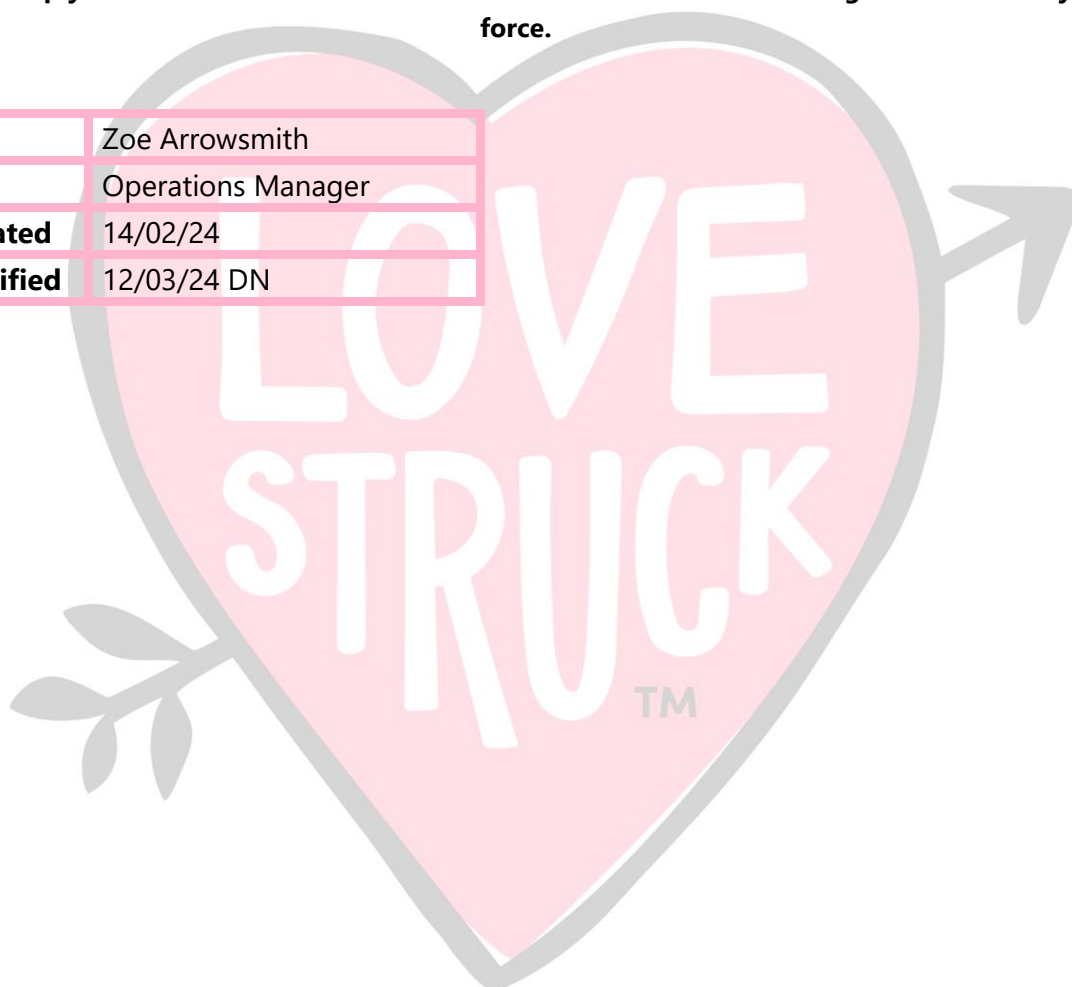 force.
Zoe Arrowsmith
Operations Manager
ated 14/02/24
ified 12/03/24 DN
LOVE
STRUCK
TM